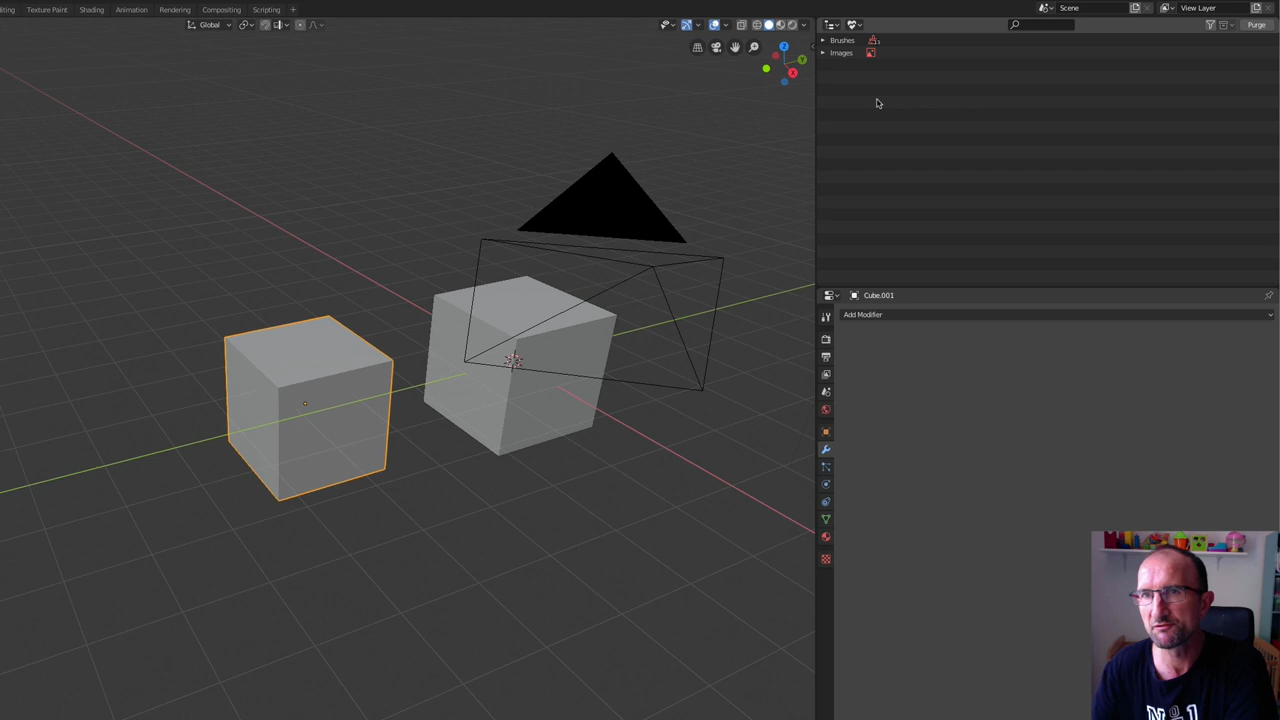 Texture Paint
Shading
Animation
Rendering
Compositing
Scripting
+
Scene
View Layer
Global
Purge
Brushes
Images
Cube.001
Add Modifier
Z
Y
X